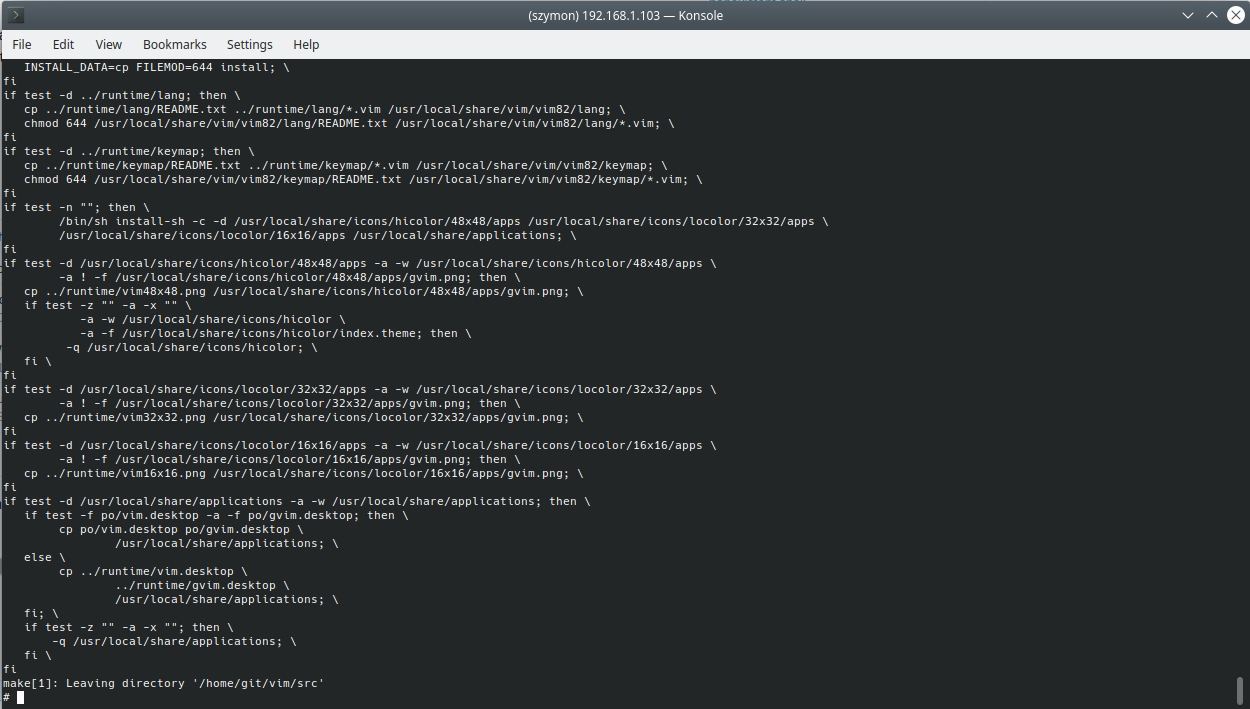 (szymon) 192.168.1.103 — Konsole
File Edit View Bookmarks Settings Help
   INSTALL_DATA=cp FILEMOD=644 install; \
fi
if test -d ../runtime/lang; then \
   cp ../runtime/lang/README.txt ../runtime/lang/*.vim /usr/local/share/vim/vim82/lang; \
   chmod 644 /usr/local/share/vim/vim82/lang/README.txt /usr/local/share/vim/vim82/lang/*.vim; \
fi
if test -d ../runtime/keymap; then \
   cp ../runtime/keymap/README.txt ../runtime/keymap/*.vim /usr/local/share/vim/vim82/keymap; \
   chmod 644 /usr/local/share/vim/vim82/keymap/README.txt /usr/local/share/vim/vim82/keymap/*.vim; \
fi
if test -n ""; then \
        /bin/sh install-sh -c -d /usr/local/share/icons/hicolor/48x48/apps /usr/local/share/icons/locolor/32x32/apps \
        /usr/local/share/icons/locolor/16x16/apps /usr/local/share/applications; \
fi
if test -d /usr/local/share/icons/hicolor/48x48/apps -a -w /usr/local/share/icons/hicolor/48x48/apps \
        -a ! -f /usr/local/share/icons/hicolor/48x48/apps/gvim.png; then \
   cp ../runtime/vim48x48.png /usr/local/share/icons/hicolor/48x48/apps/gvim.png; \
   if test -z "" -a -x "" \
           -a -w /usr/local/share/icons/hicolor \
           -a -f /usr/local/share/icons/hicolor/index.theme; then \
         -q /usr/local/share/icons/hicolor; \
   fi \
fi
if test -d /usr/local/share/icons/locolor/32x32/apps -a -w /usr/local/share/icons/locolor/32x32/apps \
        -a ! -f /usr/local/share/icons/locolor/32x32/apps/gvim.png; then \
   cp ../runtime/vim32x32.png /usr/local/share/icons/locolor/32x32/apps/gvim.png; \
fi
if test -d /usr/local/share/icons/locolor/16x16/apps -a -w /usr/local/share/icons/locolor/16x16/apps \
        -a ! -f /usr/local/share/icons/locolor/16x16/apps/gvim.png; then \
   cp ../runtime/vim16x16.png /usr/local/share/icons/locolor/16x16/apps/gvim.png; \
fi
if test -d /usr/local/share/applications -a -w /usr/local/share/applications; then \
   if test -f po/vim.desktop -a -f po/gvim.desktop; then \
        cp po/vim.desktop po/gvim.desktop \
                /usr/local/share/applications; \
   else \
        cp ../runtime/vim.desktop \
                ../runtime/gvim.desktop \
                /usr/local/share/applications; \
   fi; \
   if test -z "" -a -x ""; then \
       -q /usr/local/share/applications; \
   fi \
fi
make[1]: Leaving directory '/home/git/vim/src'
#